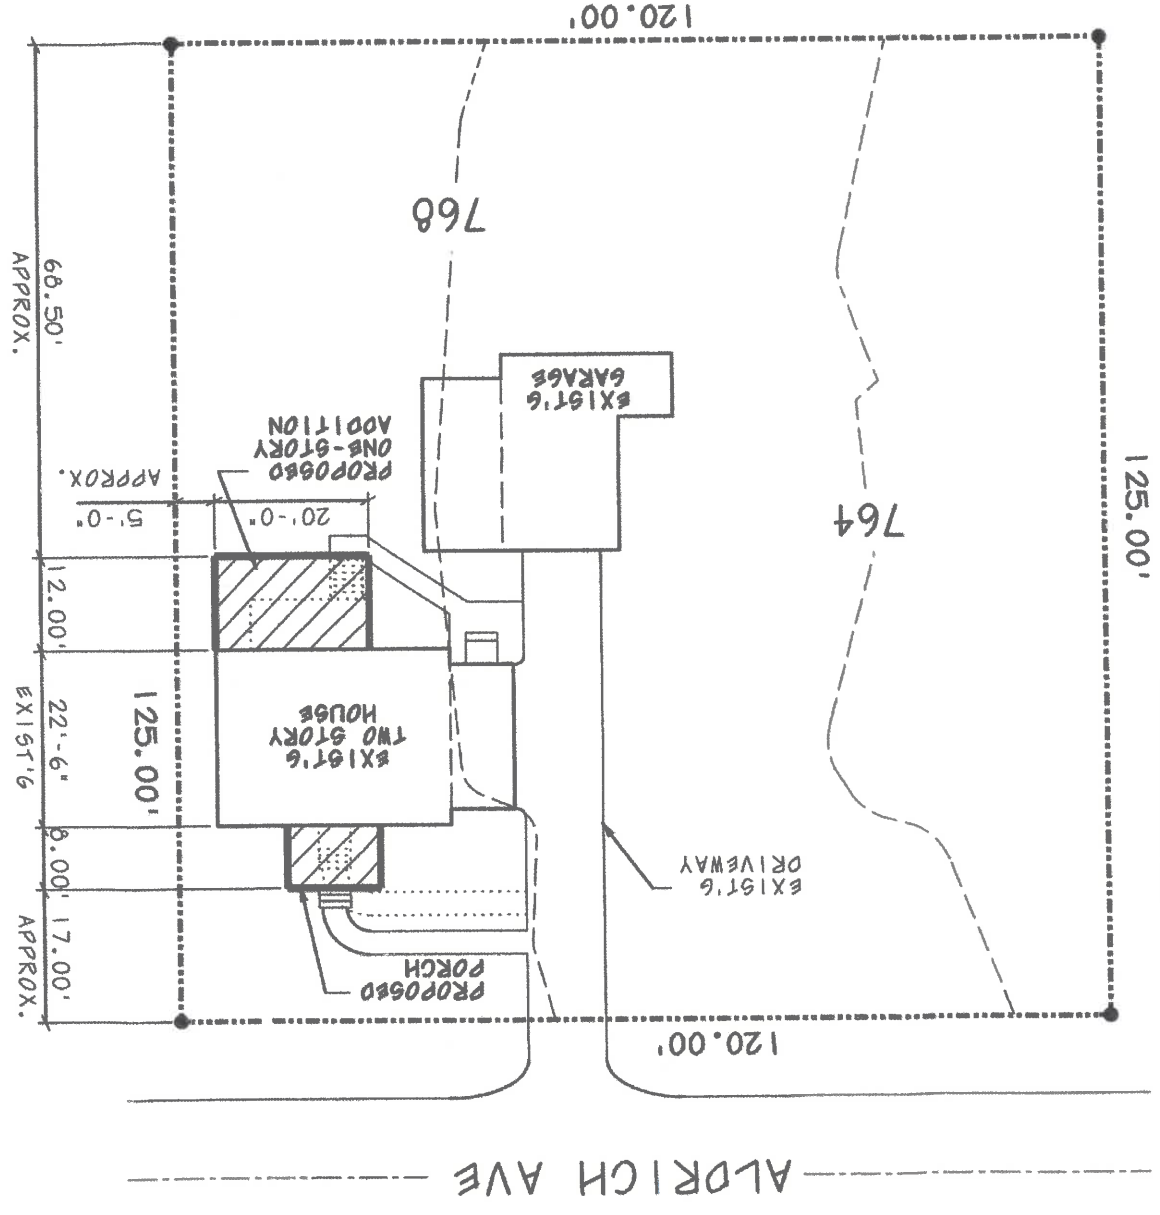 ALDRICH AVE
120.00'
PROPOSED
PORCH
17.00'
APPROX.
EXIST'G
DRIVEWAY
8.00'
EXIST'G
TWO STORY
HOUSE
125.00'
22'-6"
EXIST'G
12.00'
764
125.00'
20'-0"
5'-0"
APPROX.
PROPOSED
ONE-STORY
ADDITION
EXIST'G
GARAGE
68.50'
APPROX.
768
120.00'